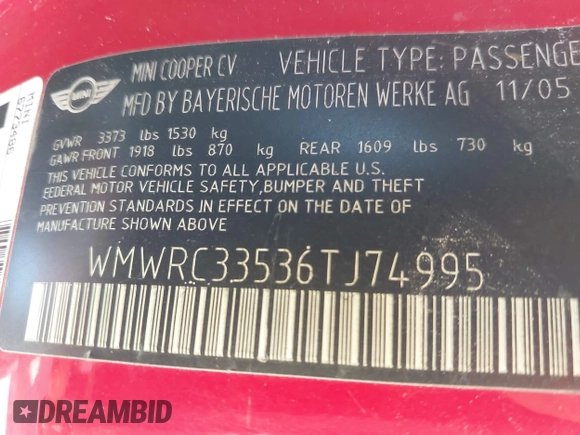 MINI COOPER CV VEHICLE TYPE: PASSENGE
MINI MFD BY BAYERISCHE MOTOREN WERKE AG 11/05
GVWR 3373 lbs 1530 kg
GAWR FRONT 1918 lbs 870 kg REAR 1609 lbs 730 kg
THIS VEHICLE CONFORMS TO ALL APPLICABLE U.S.
FEDERAL MOTOR VEHICLE SAFETY,BUMPER AND THEFT
PREVENTION STANDARDS IN EFFECT ON THE DATE OF
MANUFACTURE SHOWN ABOVE
WMWRC33536TJ74995
MINI
DREAMBID